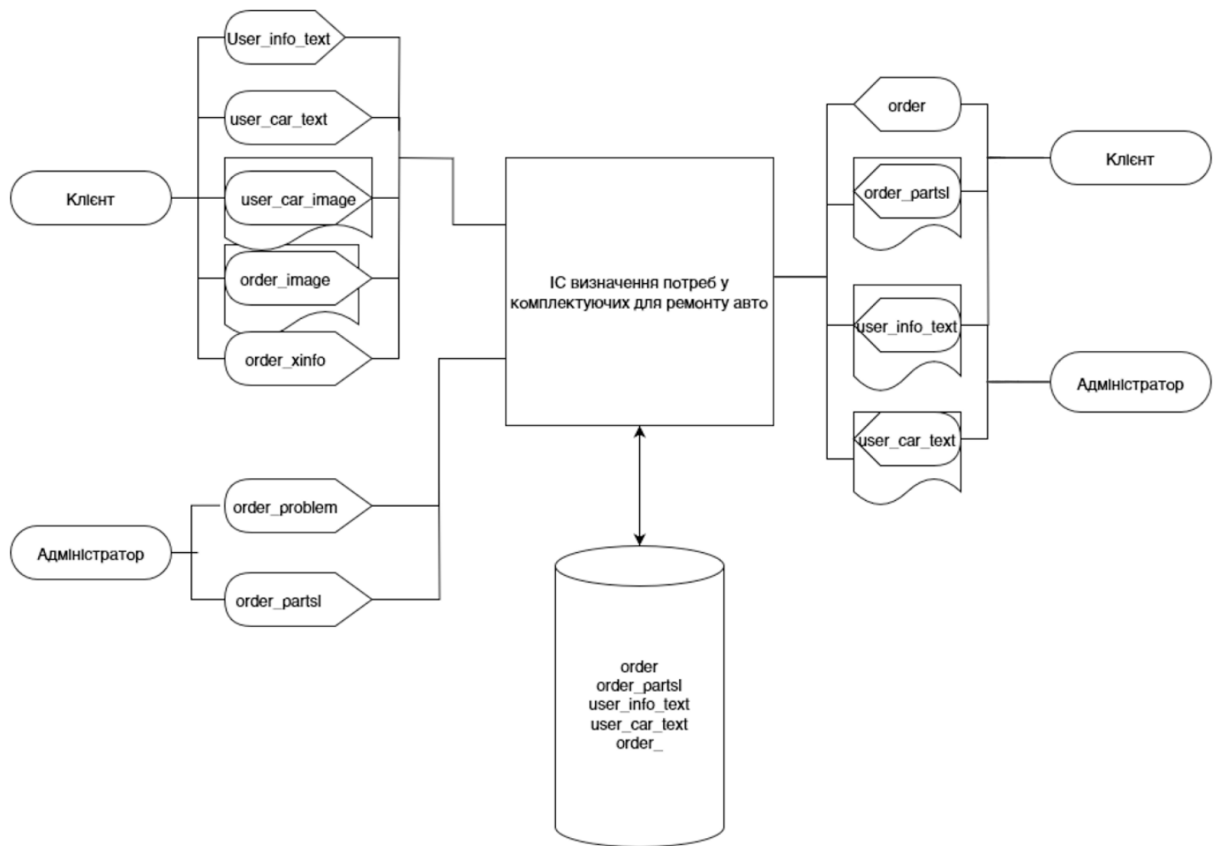 User_info_text
user_car_text
Клієнт
user_car_image
order_image
order_xinfo
Адміністратор
order_problem
order_partsl
ІС визначення потреб у
комплектуючих для ремонту авто
order
order_partsl
user_info_text
user_car_text
order_
order
Клієнт
order_partsl
user_info_text
Адміністратор
user_car_text